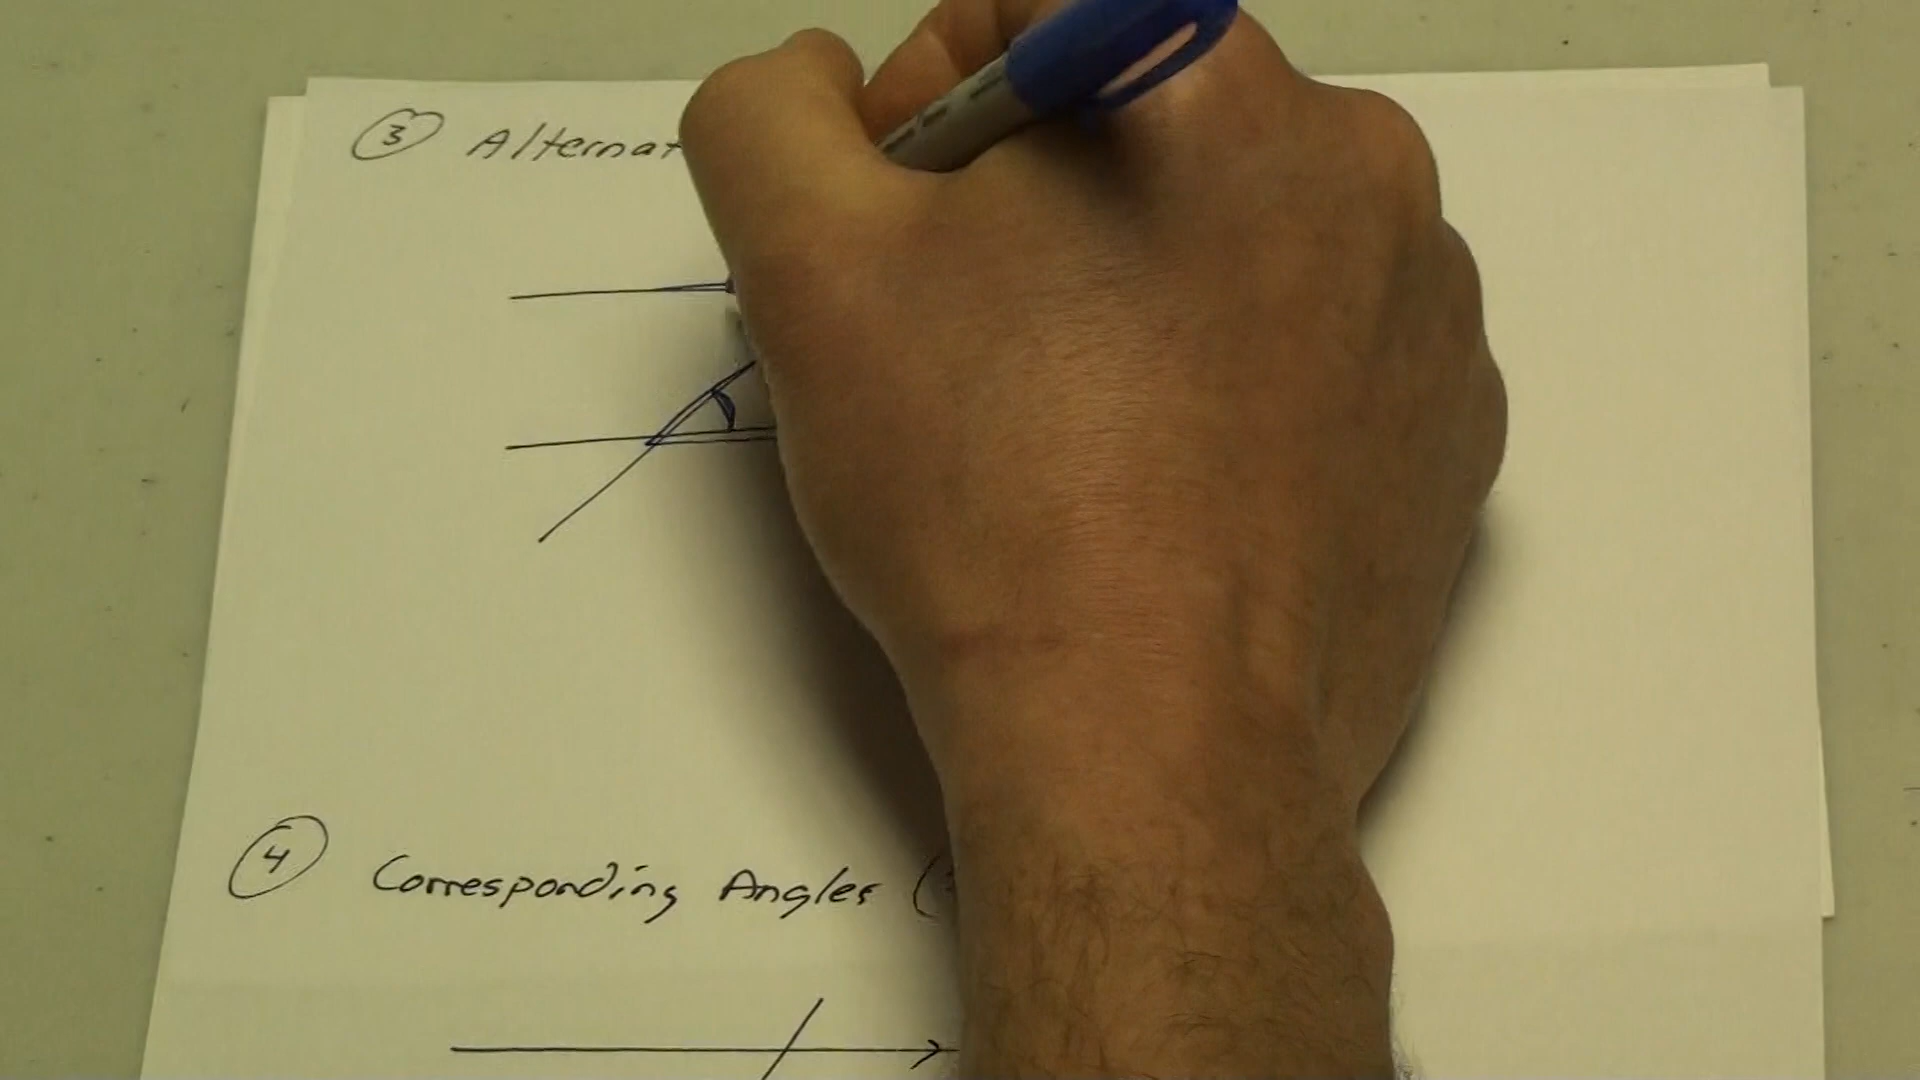 3 Alternat
4 Corresponding Angles (